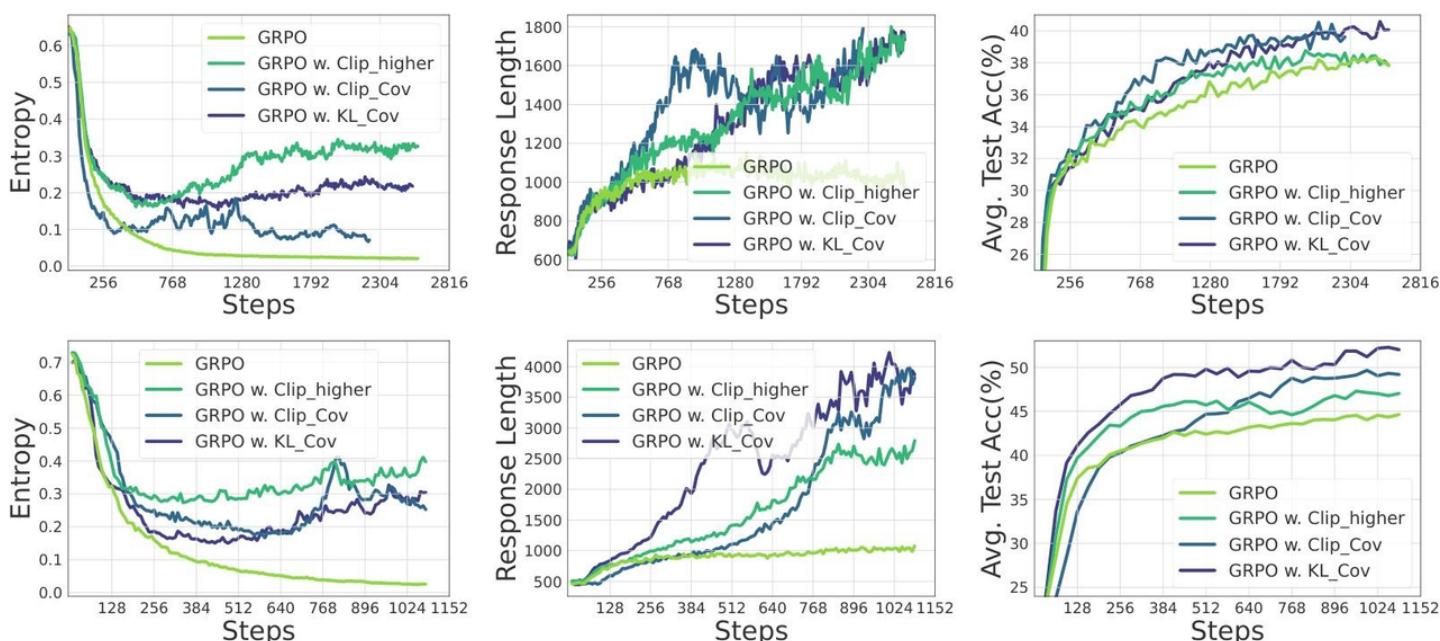 Entropy
0.6
0.5
0.4
0.3
0.2
0.1
0.0
GRPO
GRPO w. Clip_higher
GRPO w. Clip_Cov
GRPO w. KL_Cov
256 768 1280 1792 2304 2816
Steps
Response Length
1800
1600
1400
1200
1000
800
600
GRPO
GRPO w. Clip_higher
GRPO w. Clip_Cov
GRPO w. KL_Cov
256 768 1280 1792 2304 2816
Steps
Avg. Test Acc(%)
40
38
36
34
32
30
28
26
GRPO
GRPO w. Clip_higher
GRPO w. Clip_Cov
GRPO w. KL_Cov
256 768 1280 1792 2304 2816
Steps
Entropy
0.7
0.6
0.5
0.4
0.3
0.2
0.1
0.0
GRPO
GRPO w. Clip_higher
GRPO w. Clip_Cov
GRPO w. KL_Cov
128 256 384 512 640 768 896 1024 1152
Steps
Response Length
4000
3500
3000
2500
2000
1500
1000
500
GRPO
GRPO w. Clip_higher
GRPO w. Clip_Cov
GRPO w. KL_Cov
128 256 384 512 640 768 896 1024 1152
Steps
Avg. Test Acc(%)
50
45
40
35
30
25
GRPO
GRPO w. Clip_higher
GRPO w. Clip_Cov
GRPO w. KL_Cov
128 256 384 512 640 768 896 1024 1152
Steps